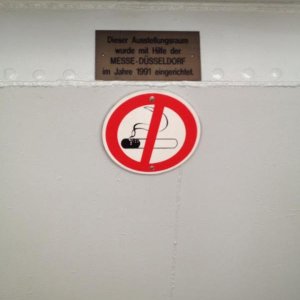 Dieser Ausstellungsraum
wurde mit Hilfe der
MESSE-DÜSSELDORF
im Jahre 1991 eingerichtet